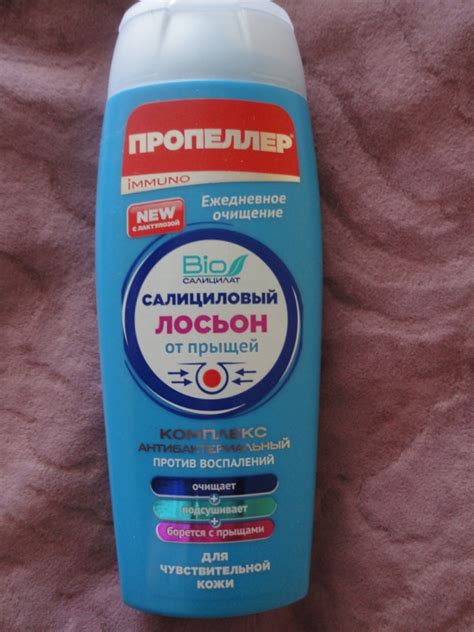 ПРОПЕЛЛЕР
iMMUNO
Ежедневное
очищение
NEW
С ЛАКТУЛОЗОЙ
Bio
САЛИЦИЛАТ
САЛИЦИЛОВЫЙ
ЛОСЬОН
от прыщей
КОМПЛЕКС
АНТИБАКТЕРИАЛЬНЫЙ
ПРОТИВ ВОСПАЛЕНИЙ
очищает
+
подсушивает
+
борется с прыщами
для
чувствительной
кожи